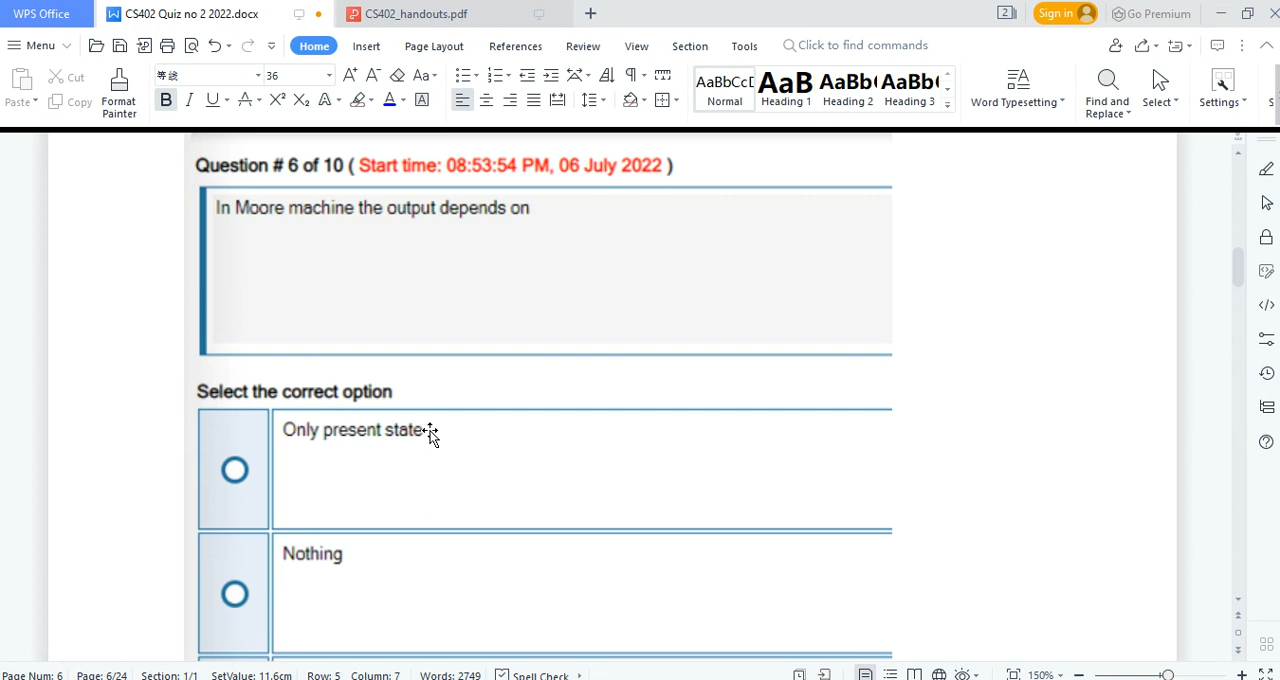 WPS Office
CS402 Quiz no 2 2022.docx
CS402_handouts.pdf
Sign in
Go Premium
Menu
Home
Insert
Page Layout
References
Review
View
Section
Tools
Click to find commands
Paste
Cut
Copy
Format Painter
36
AaBbCcD
Normal
AaB
Heading 1
AaBb
Heading 2
AaBb
Heading 3
Word Typesetting
Find and Replace
Select
Settings
Question # 6 of 10 ( Start time: 08:53:54 PM, 06 July 2022 )
In Moore machine the output depends on
Select the correct option
Only present state
Nothing
Page Num: 6 Page: 6/24 Section: 1/1 SetValue: 11.6cm Row: 5 Column: 7 Words: 2749 Spell Check 150%